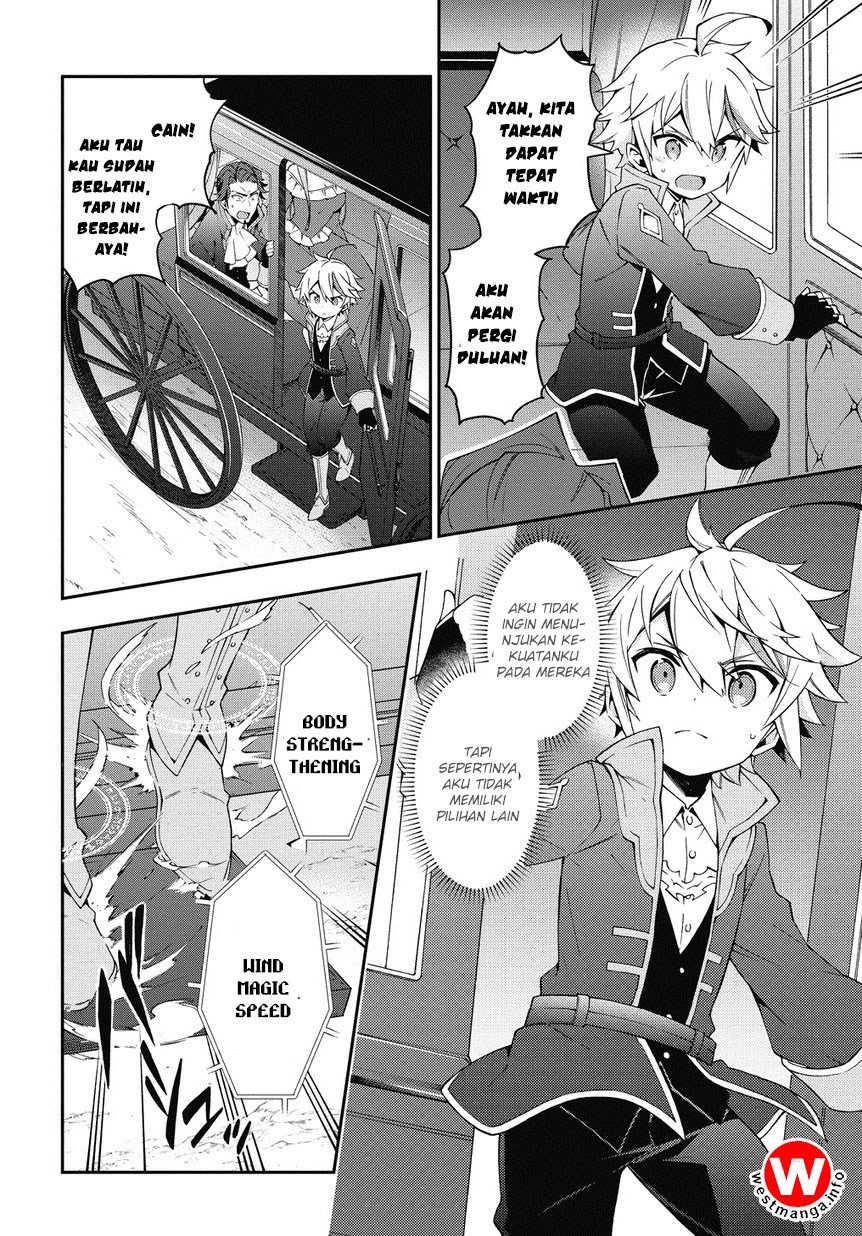 AYAH, KITA
TAKKAN
DAPAT
TEPAT
WAKTU
AKU
AKAN
PERGI
DULUAN!
CAIN!
AKU TAU
KAU SUDAH
BERLATIH,
TAPI INI
BERBAH-
AYA!
AKU TIDAK
INGIN MENU-
NJUKAN KE-
KUATANKU
PADA MEREKA
TAPI
SEPERTINYA
AKU TIDAK
MEMILIKI
PILIHAN LAIN
BODY
STRENG-
THENING
WIND
MAGIC
SPEED
W
westmanga.info